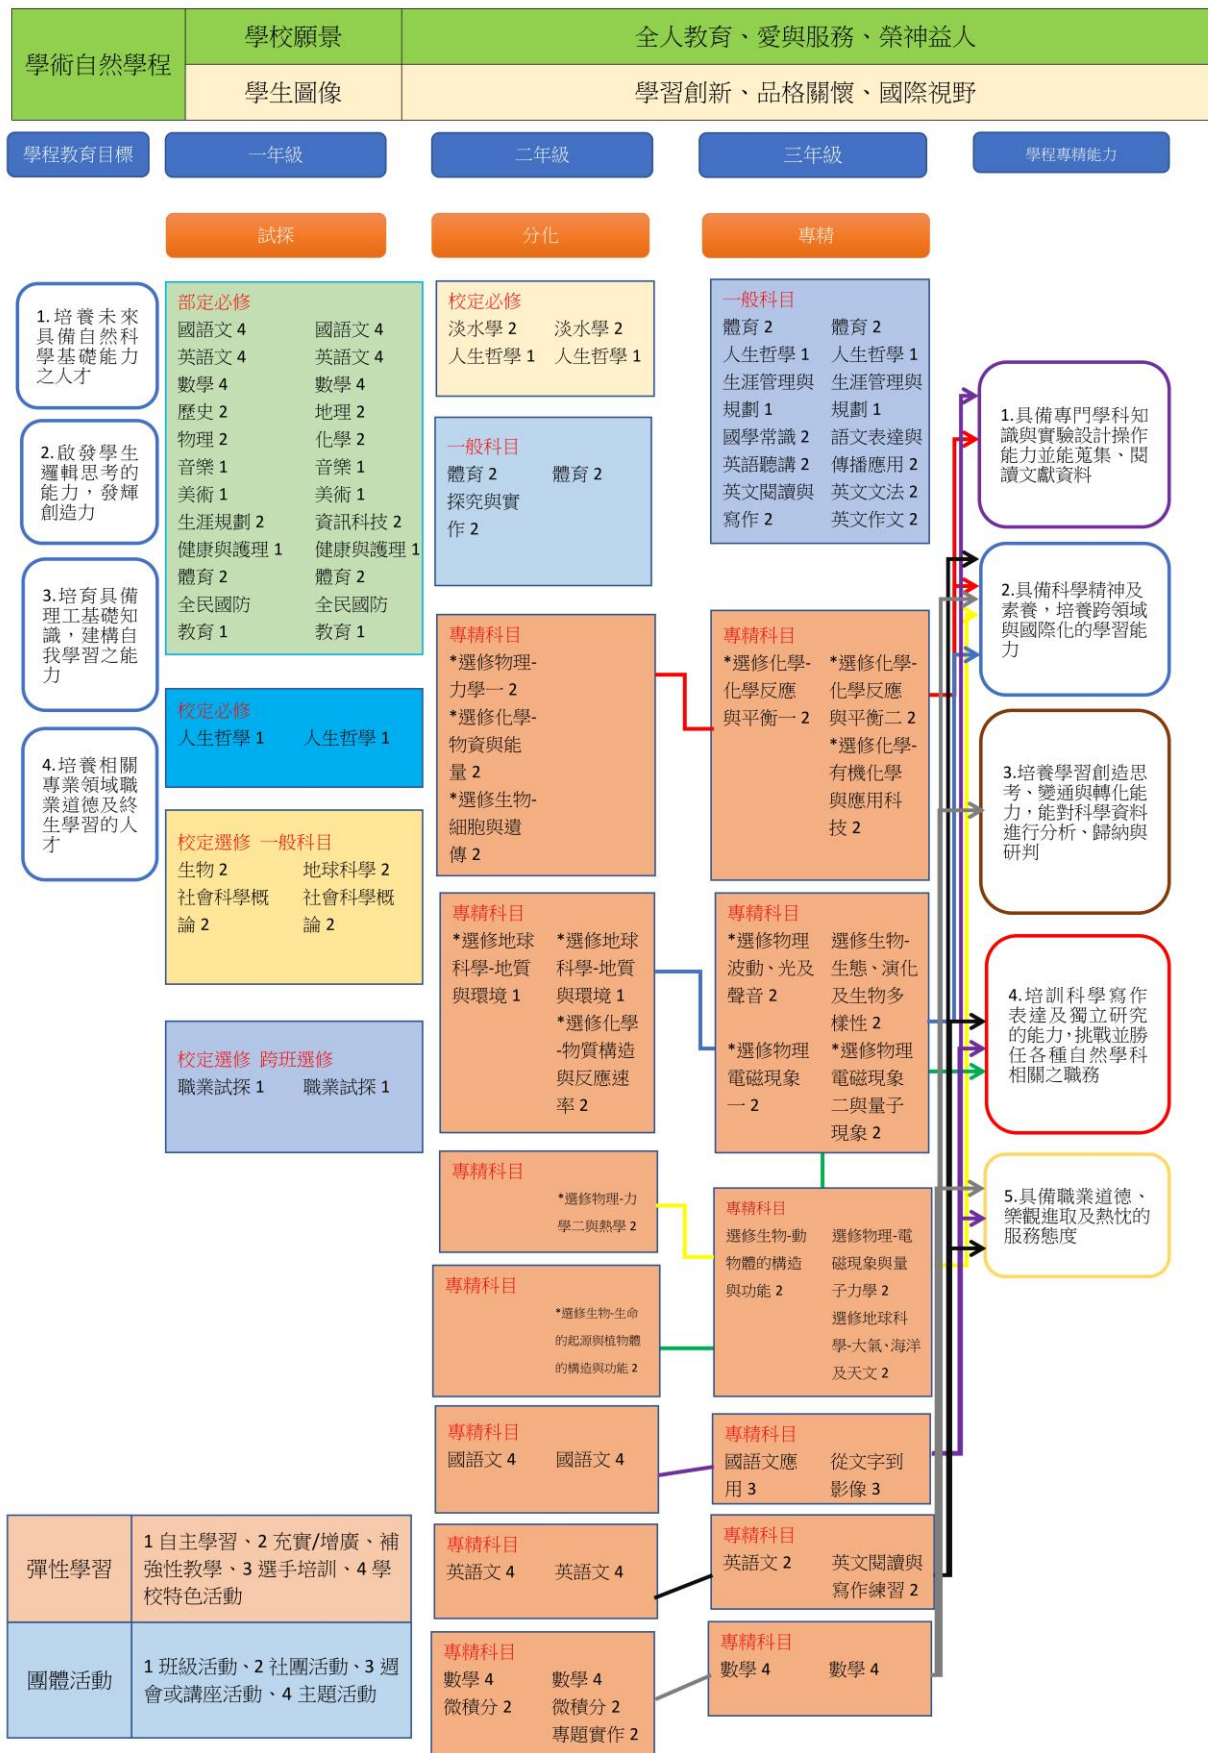 學術自然學程
學校願景
全人教育、愛與服務、榮神益人
學生圖像
學習創新、品格關懷、國際視野
學程教育目標
一年級
二年級
三年級
學程專精能力
試探
分化
專精
1.培養未來
具備自然科
學基礎能力
之人才
2.啟發學生
邏輯思考的
能力，發輝
創造力
3.培育具備
理工基礎知
識，建構自
我學習之能
力
4.培養相關
專業領域職
業道德及終
生學習的人
才
部定必修
國語文 4 國語文 4
英語文 4 英語文 4
數學 4 數學 4
歷史 2 地理 2
物理 2 化學 2
音樂 1 音樂 1
美術 1 美術 1
生涯規劃 2 資訊科技 2
健康與護理 1 健康與護理 1
體育 2 體育 2
全民國防 全民國防
教育 1 教育 1
校定必修
人生哲學 1 人生哲學 1
校定選修 一般科目
生物 2 地球科學 2
社會科學概 社會科學概
論 2 論 2
校定選修 跨班選修
職業試探 1 職業試探 1
校定必修
淡水學 2 淡水學 2
人生哲學 1 人生哲學 1
一般科目
體育 2 體育 2
探究與實
作 2
專精科目
*選修物理-
力學一 2
*選修化學-
物資與能
量 2
*選修生物-
細胞與遺
傳 2
專精科目
*選修地球 *選修地球
科學-地質 科學-地質
與環境 1 與環境 1
*選修化學
-物質構造
與反應速
率 2
專精科目
*選修物理-力
學二與熱學 2
專精科目
*選修生物-生命
的起源與植物體
的構造與功能 2
專精科目
國語文 4 國語文 4
專精科目
英語文 4 英語文 4
專精科目
數學 4 數學 4
微積分 2 微積分 2
專題實作 2
一般科目
體育 2 體育 2
人生哲學 1 人生哲學 1
生涯管理與 生涯管理與
規劃 1 規劃 1
國學常識 2 語文表達與
英語聽講 2 傳播應用 2
英文閱讀與 英文文法 2
寫作 2 英文作文 2
專精科目
*選修化學- *選修化學-
化學反應 化學反應
與平衡一 2 與平衡二 2
*選修化學-
有機化學
與應用科
技 2
專精科目
*選修物理 選修生物-
波動、光及 生態、演化
聲音 2 及生物多
樣性 2
*選修物理 *選修物理
電磁現象 電磁現象
一 2 二與量子
現象 2
專精科目
選修生物-動 選修物理-電
物體的構造 磁現象與量
與功能 2 子力學 2
選修地球科
學-大氣、海洋
及天文 2
專精科目
國語文應 從文字到
用 3 影像 3
專精科目
英語文 2 英文閱讀與
寫作練習 2
專精科目
數學 4 數學 4
1.具備專門學科知
識與實驗設計操作
能力並能蒐集、閱
讀文獻資料
2.具備科學精神及
素養，培養跨領域
與國際化的學習能
力
3.培養學習創造思
考、變通與轉化能
力，能對科學資料
進行分析、歸納與
研判
4.培訓科學寫作
表達及獨立研究
的能力，挑戰並勝
任各種自然學科
相關之職務
5.具備職業道德、
樂觀進取及熱忱的
服務態度
彈性學習
1 自主學習、2 充實/增廣、補
強性教學、3 選手培訓、4 學
校特色活動
團體活動
1 班級活動、2 社團活動、3 週
會或講座活動、4 主題活動